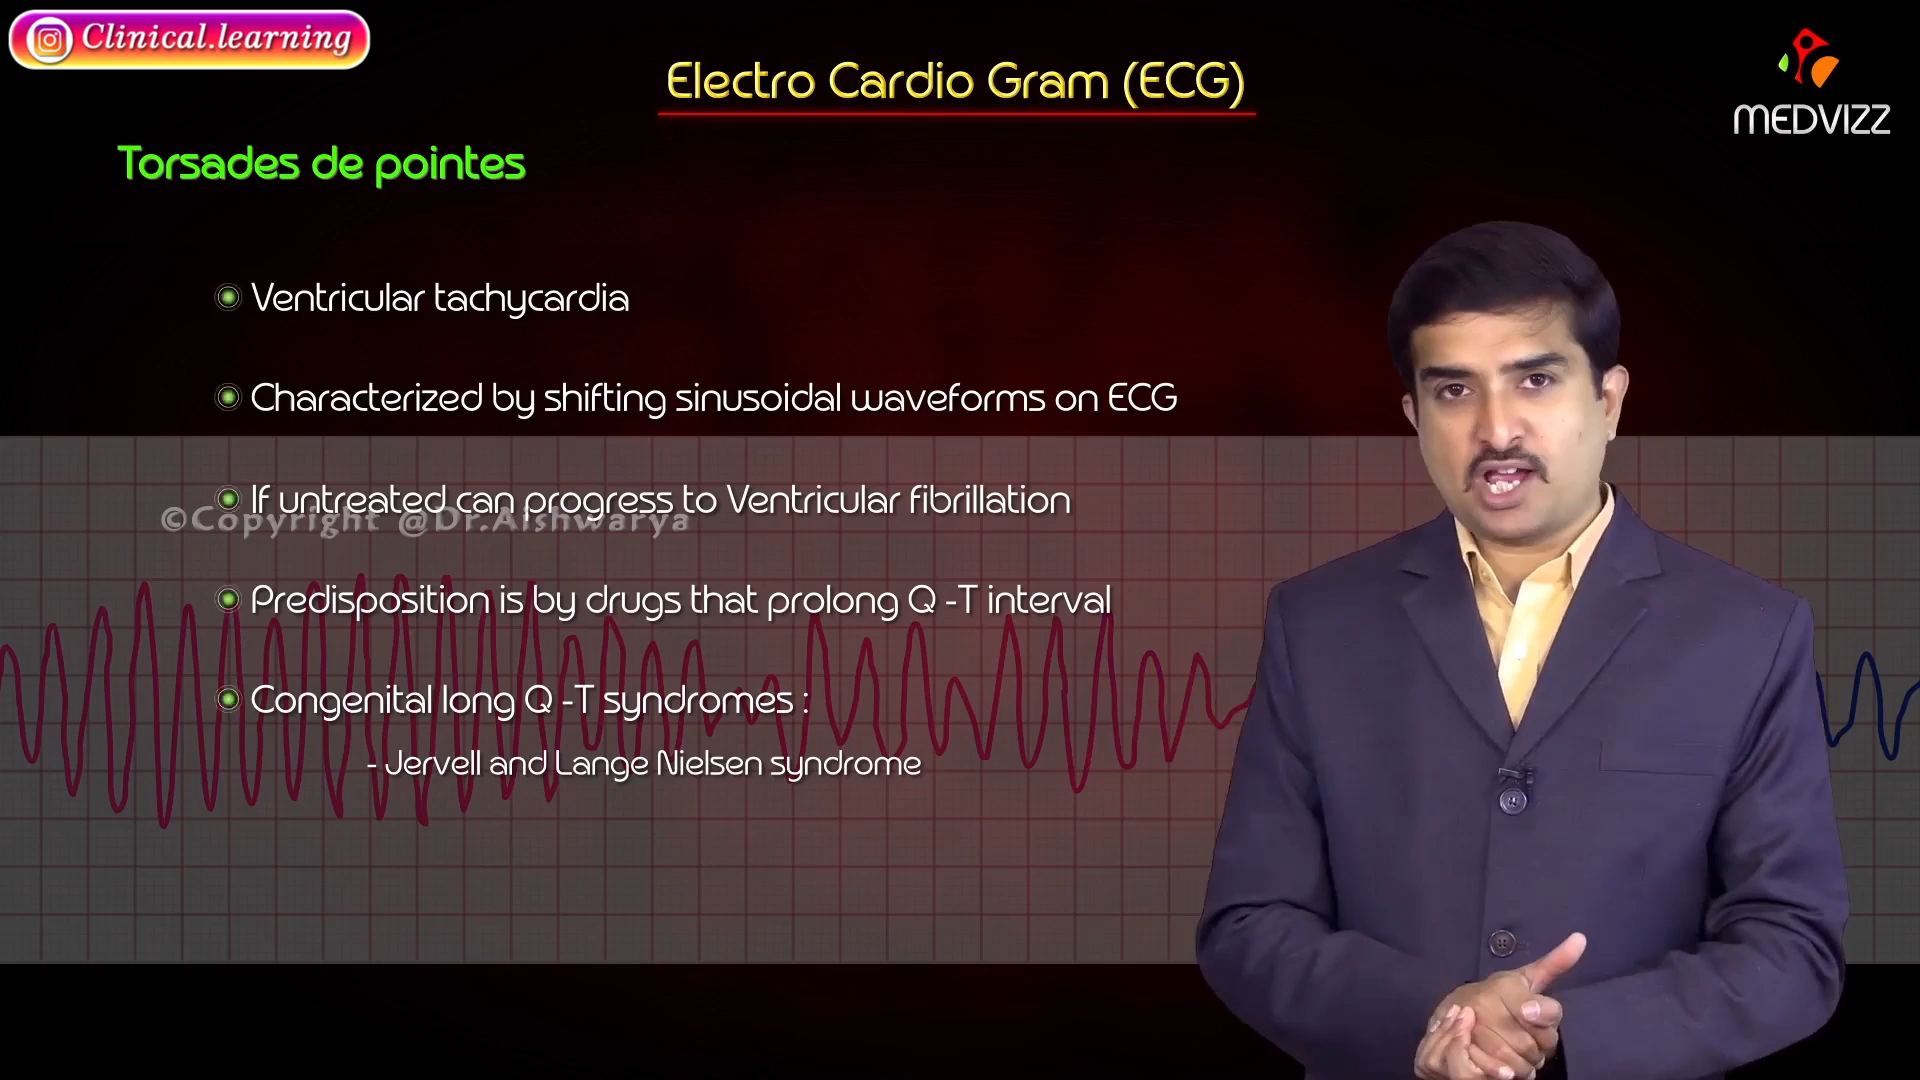 Clinical.learning
Electro Cardio Gram (ECG)
MEDVIZZ
Torsades de pointes
Ventricular tachycardia
Characterized by shifting sinusoidal waveforms on ECG
If untreated can progress to Ventricular fibrillation
©Copyright @Dr.Aishwarya
Predisposition is by drugs that prolong Q -T interval
Congenital long Q -T syndromes :
- Jervell and Lange Nielsen syndrome